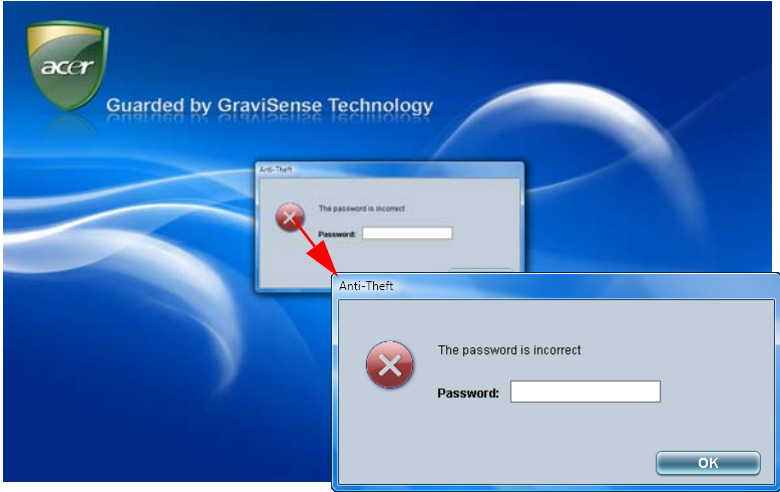 acer
Guarded by GraviSense Technology
Anti-Theft
The password is incorrect
Password:
Anti-Theft
The password is incorrect
Password:
OK